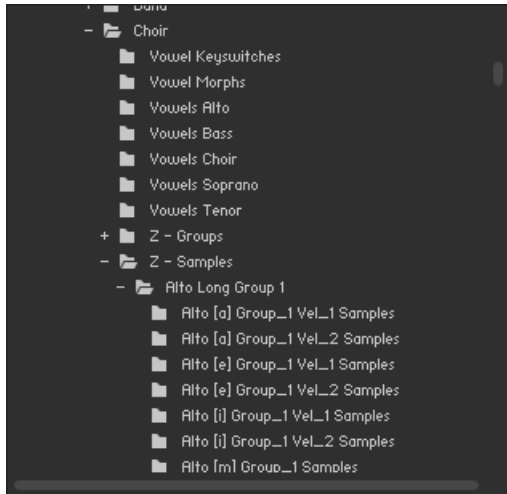 Band
Choir
Vowel Keyswitches
Vowel Morphs
Vowels Alto
Vowels Bass
Vowels Choir
Vowels Soprano
Vowels Tenor
Z - Groups
Z - Samples
Alto Long Group 1
Alto [a] Group_1 Vel_1 Samples
Alto [a] Group_1 Vel_2 Samples
Alto [e] Group_1 Vel_1 Samples
Alto [e] Group_1 Vel_2 Samples
Alto [i] Group_1 Vel_1 Samples
Alto [i] Group_1 Vel_2 Samples
Alto [m] Group_1 Samples